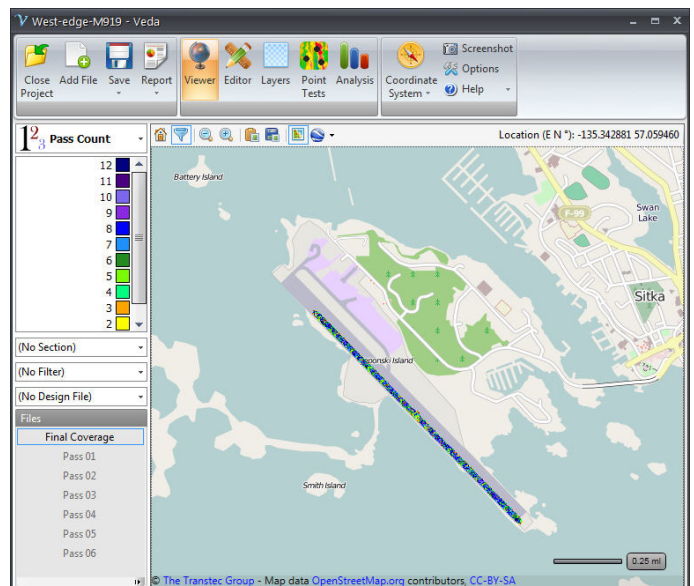 West-edge-M919 - Veda
Close Project
Add File
Save
Report
Viewer
Editor
Layers
Point Tests
Analysis
Coordinate System
Screenshot
Options
Help
123 Pass Count
Location (E N °): -135.342881 57.059460
12
11
10
9
8
7
6
5
4
3
2
(No Section)
(No Filter)
(No Design File)
Files
Final Coverage
Pass 01
Pass 02
Pass 03
Pass 04
Pass 05
Pass 06
Battery Island
Swan Lake
F-99
Sitka
ponski Island
Smith Island
0.25 mi
© The Transtec Group - Map data OpenStreetMap.org contributors, CC-BY-SA